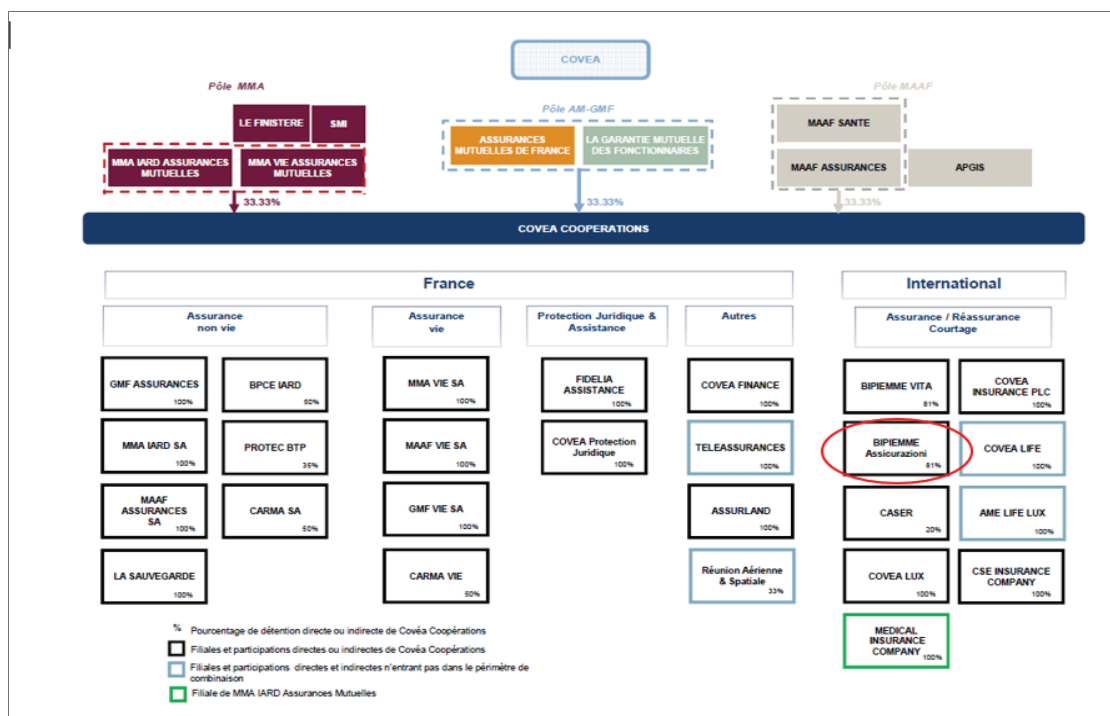 COVEA
Pôle MMA
Pôle AM-GMF
Pôle MAAF
LE FINISTERE
SMI
MMA IARD ASSURANCES
MUTUELLES
MMA VIE ASSURANCES
MUTUELLES
ASSURANCES
MUTUELLES DE FRANCE
LA GARANTIE MUTUELLE
DES FONCTIONNAIRES
MAAF SANTE
MAAF ASSURANCES
APGIS
33.33%
33.33%
33.33%
COVEA COOPERATIONS
France
International
Assurance
non vie
Assurance
vie
Protection Juridique &
Assistance
Autres
Assurance / Réassurance
Courtage
GMF ASSURANCES
100%
BPCE IARD
50%
MMA VIE SA
100%
FIDELIA
ASSISTANCE
100%
COVEA FINANCE
100%
BIPIEMME VITA
81%
COVEA
INSURANCE PLC
100%
MMA IARD SA
100%
PROTEC BTP
35%
MAAF VIE SA
100%
COVEA Protection
Juridique
100%
TELEASSURANCES
100%
BIPIEMME
Assicurazioni
81%
COVEA LIFE
100%
MAAF
ASSURANCES
SA
100%
CARMA SA
50%
GMF VIE SA
100%
ASSURLAND
100%
CASER
20%
AME LIFE LUX
100%
LA SAUVEGARDE
100%
CARMA VIE
50%
Réunion Aérienne
& Spatiale
33%
COVEA LUX
100%
CSE INSURANCE
COMPANY
100%
MEDICAL
INSURANCE
COMPANY
100%
% Pourcentage de détention directe ou indirecte de Covéa Coopérations
Filiales et participations directes ou indirectes de Covéa Coopérations
Filiales et participations directes et indirectes n'entrant pas dans le périmètre de
combinaison
Filiale de MMA IARD Assurances Mutuelles